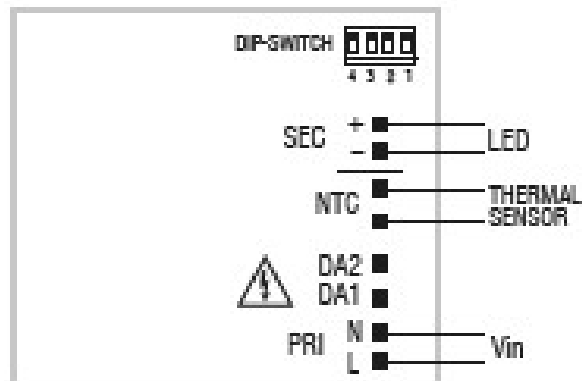 DIP-SWITCH
4 3 2 1
SEC + LED
−
NTC THERMAL
SENSOR
DA2
DA1
PRI N Vin
L